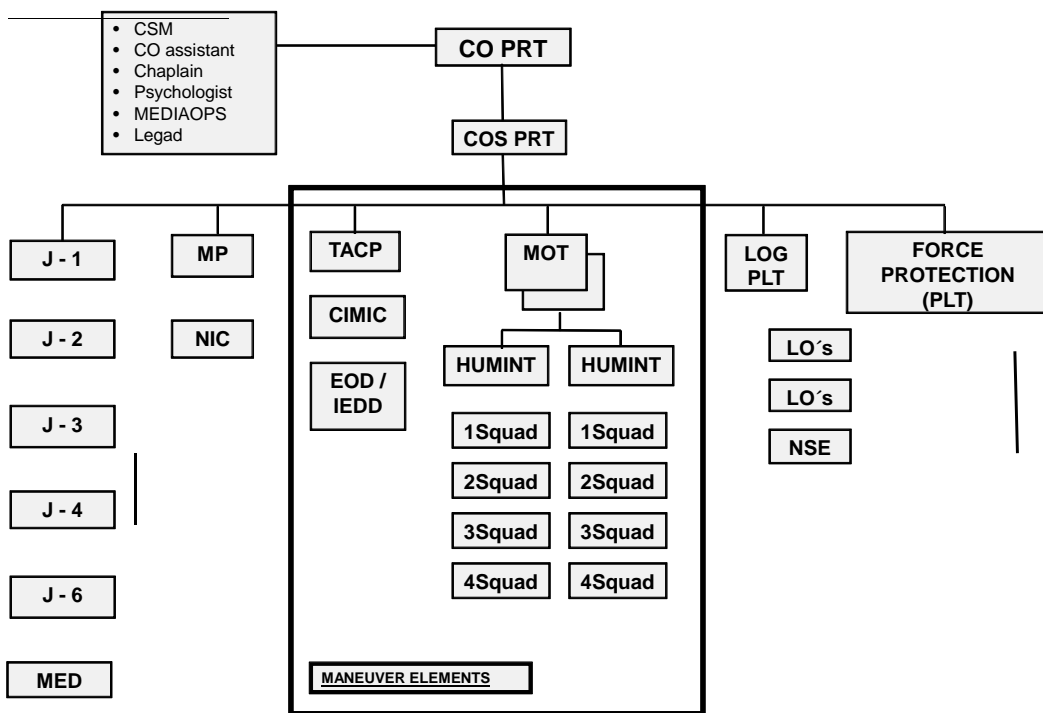 • CSM
• CO assistant
• Chaplain
• Psychologist
• MEDIAOPS
• Legad
CO PRT
COS PRT
J - 1
MP
TACP
MOT
LOG
PLT
FORCE
PROTECTION
(PLT)
J - 2
NIC
CIMIC
HUMINT
HUMINT
LO´s
EOD /
IEDD
LO´s
J - 3
1Squad
1Squad
NSE
2Squad
2Squad
J - 4
3Squad
3Squad
J - 6
4Squad
4Squad
MED
MANEUVER ELEMENTS